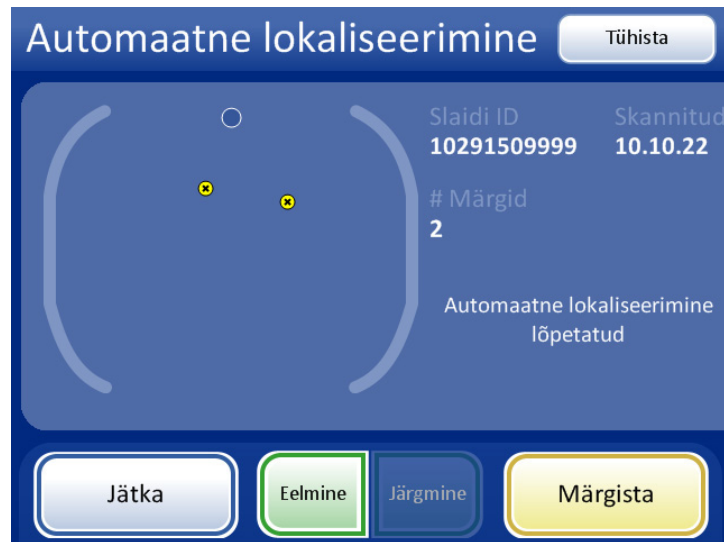 Automaatne lokaliseerimine
Tühista
Slaidi ID
Skannitud
10291509999
10.10.22
# Märgid
2
Automaatne lokaliseerimine
lõpetatud
Jätka
Eelmine
Järgmine
Märgista